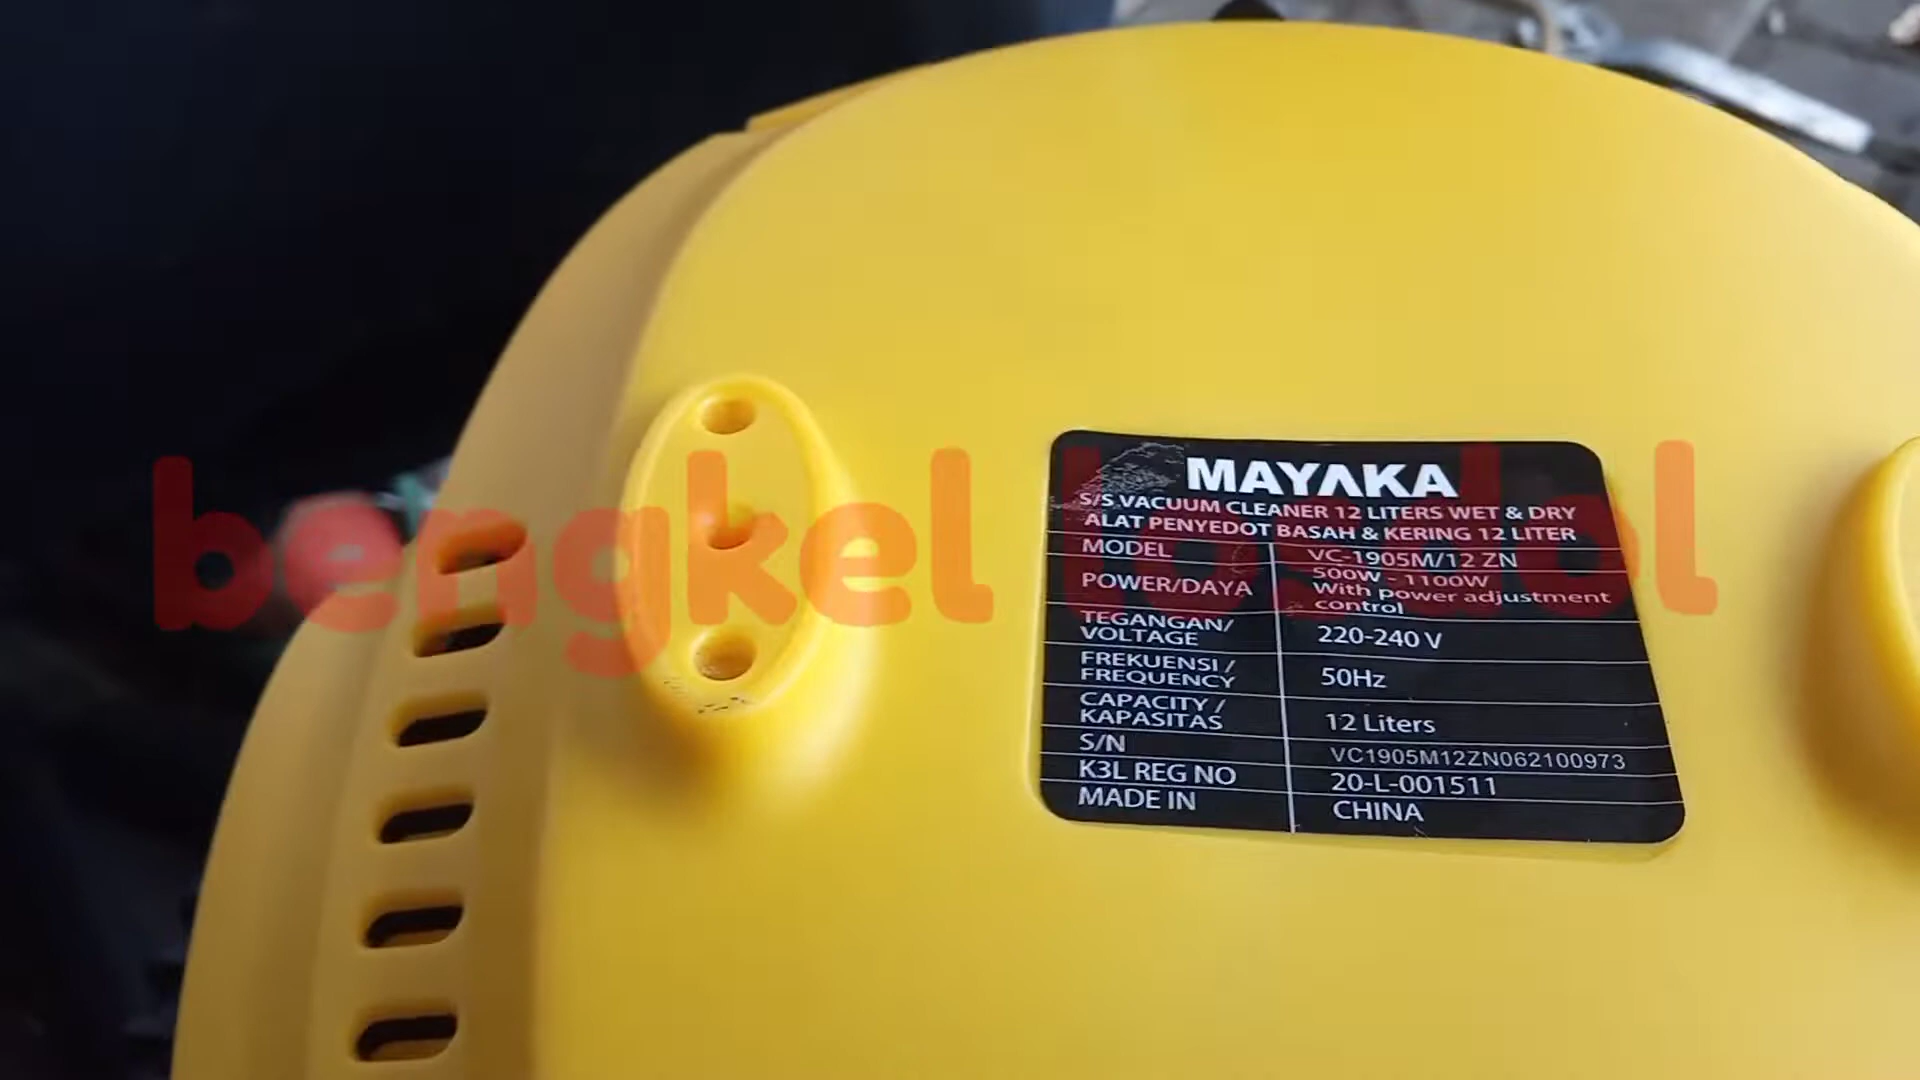 MAYAKA
S/S VACUUM CLEANER 12 LITERS WET & DRY
ALAT PENYEDOT BASAH & KERING 12 LITER
MODEL VC-1905M/12 ZN
POWER/DAYA 500W - 1100W
With power adjustment
control
TEGANGAN/
VOLTAGE 220-240 V
FREKUENSI /
FREQUENCY 50Hz
CAPACITY /
KAPASITAS 12 Liters
S/N VC1905M12ZN062100973
K3L REG NO 20-L-001511
MADE IN CHINA
bengkel